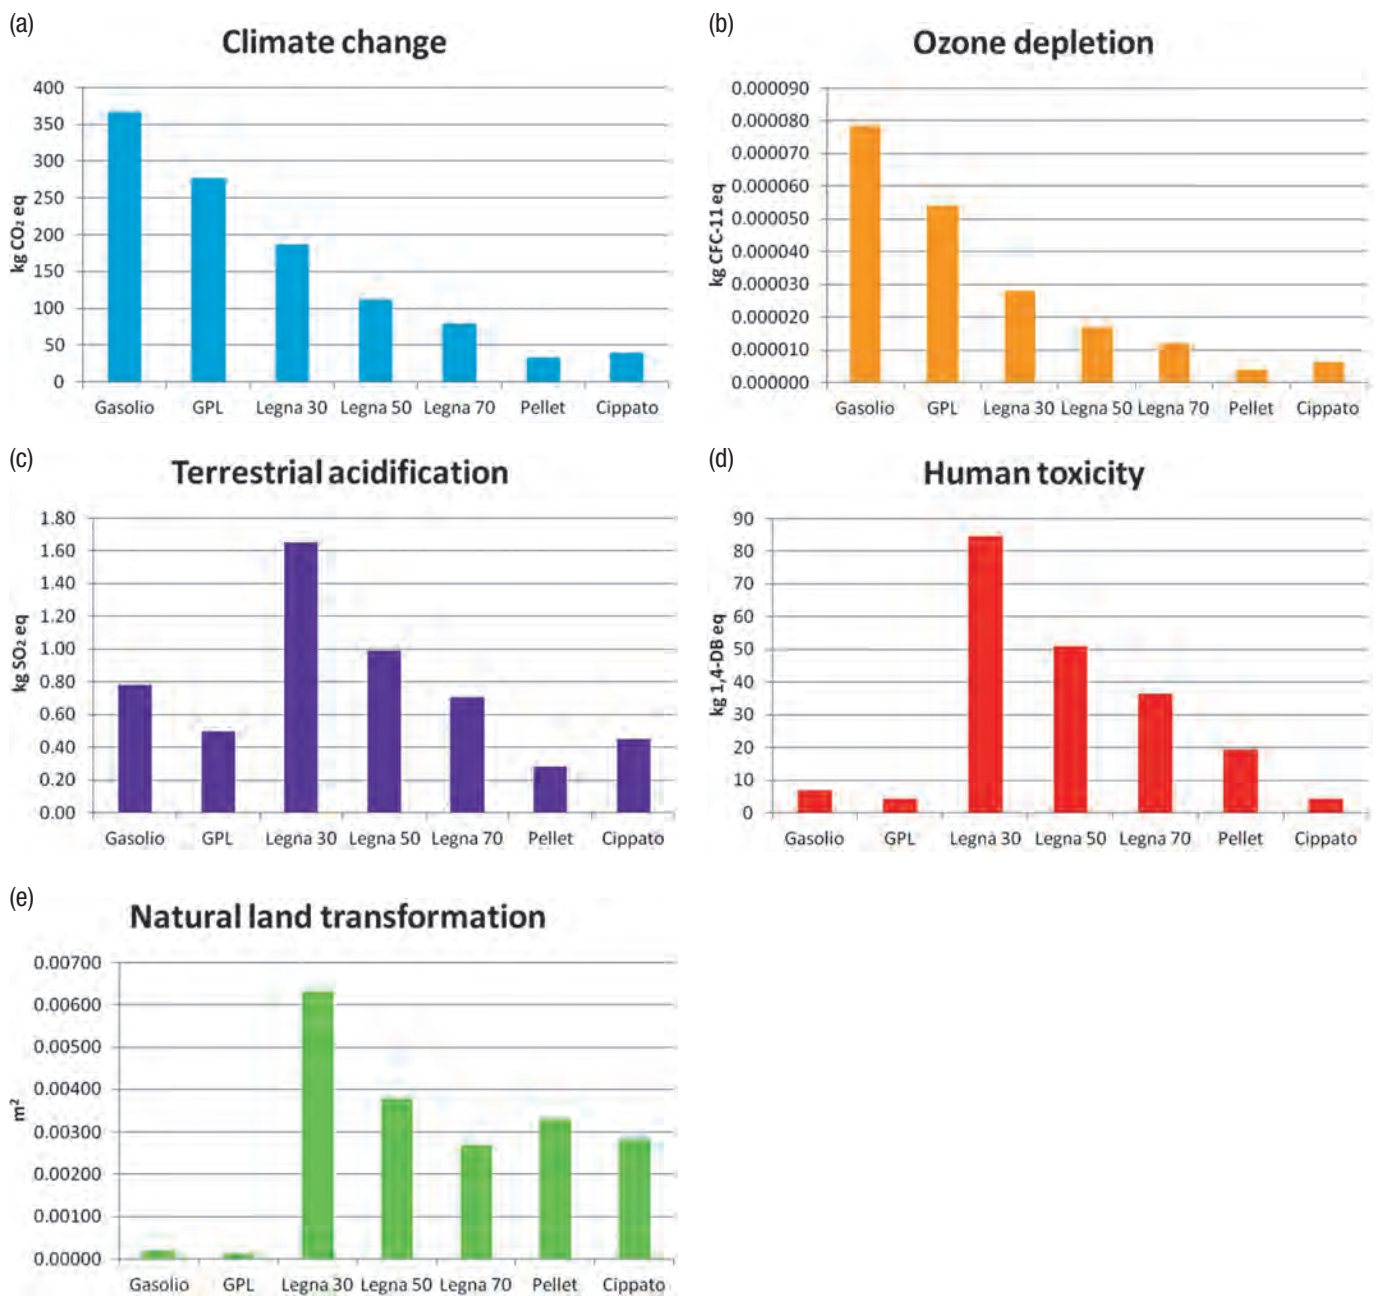 (a)
Climate change
400
350
300
250
200
150
100
50
0
kg CO₂ eq
Gasolio GPL Legna 30 Legna 50 Legna 70 Pellet Cippato
(b)
Ozone depletion
0.000090
0.000080
0.000070
0.000060
0.000050
0.000040
0.000030
0.000020
0.000010
0.000000
kg CFC-11 eq
Gasolio GPL Legna 30 Legna 50 Legna 70 Pellet Cippato
(c)
Terrestrial acidification
1.80
1.60
1.40
1.20
1.00
0.80
0.60
0.40
0.20
0.00
kg SO₂ eq
Gasolio GPL Legna 30 Legna 50 Legna 70 Pellet Cippato
(d)
Human toxicity
90
80
70
60
50
40
30
20
10
0
kg 1,4-DB eq
Gasolio GPL Legna 30 Legna 50 Legna 70 Pellet Cippato
(e)
Natural land transformation
0.00700
0.00600
0.00500
0.00400
0.00300
0.00200
0.00100
0.00000
m²
Gasolio GPL Legna 30 Legna 50 Legna 70 Pellet Cippato